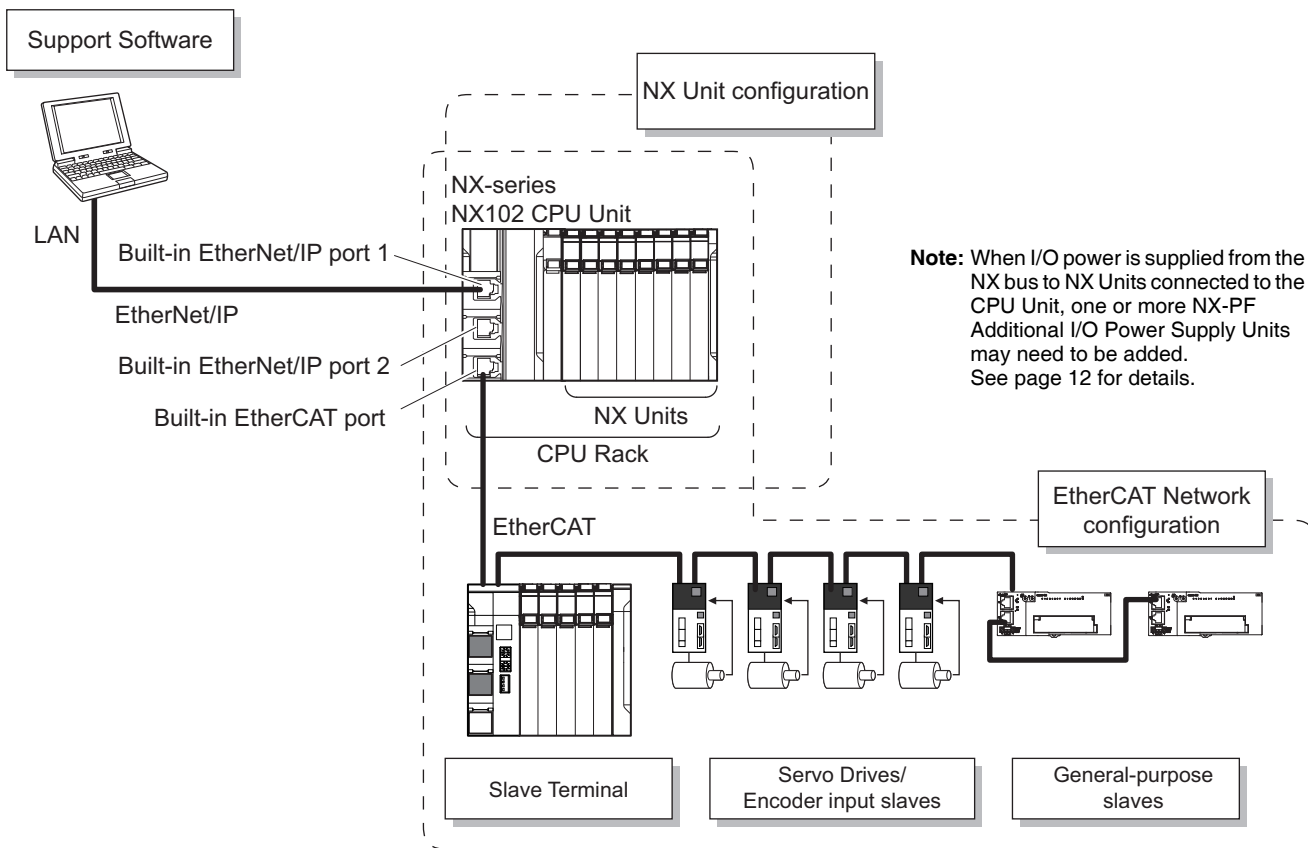 Support Software
NX Unit configuration
NX-series
NX102 CPU Unit
LAN
Built-in EtherNet/IP port 1
EtherNet/IP
Built-in EtherNet/IP port 2
Built-in EtherCAT port
NX Units
CPU Rack
Note: When I/O power is supplied from the
NX bus to NX Units connected to the
CPU Unit, one or more NX-PF
Additional I/O Power Supply Units
may need to be added.
See page 12 for details.
EtherCAT Network
configuration
EtherCAT
Slave Terminal
Servo Drives/
Encoder input slaves
General-purpose
slaves